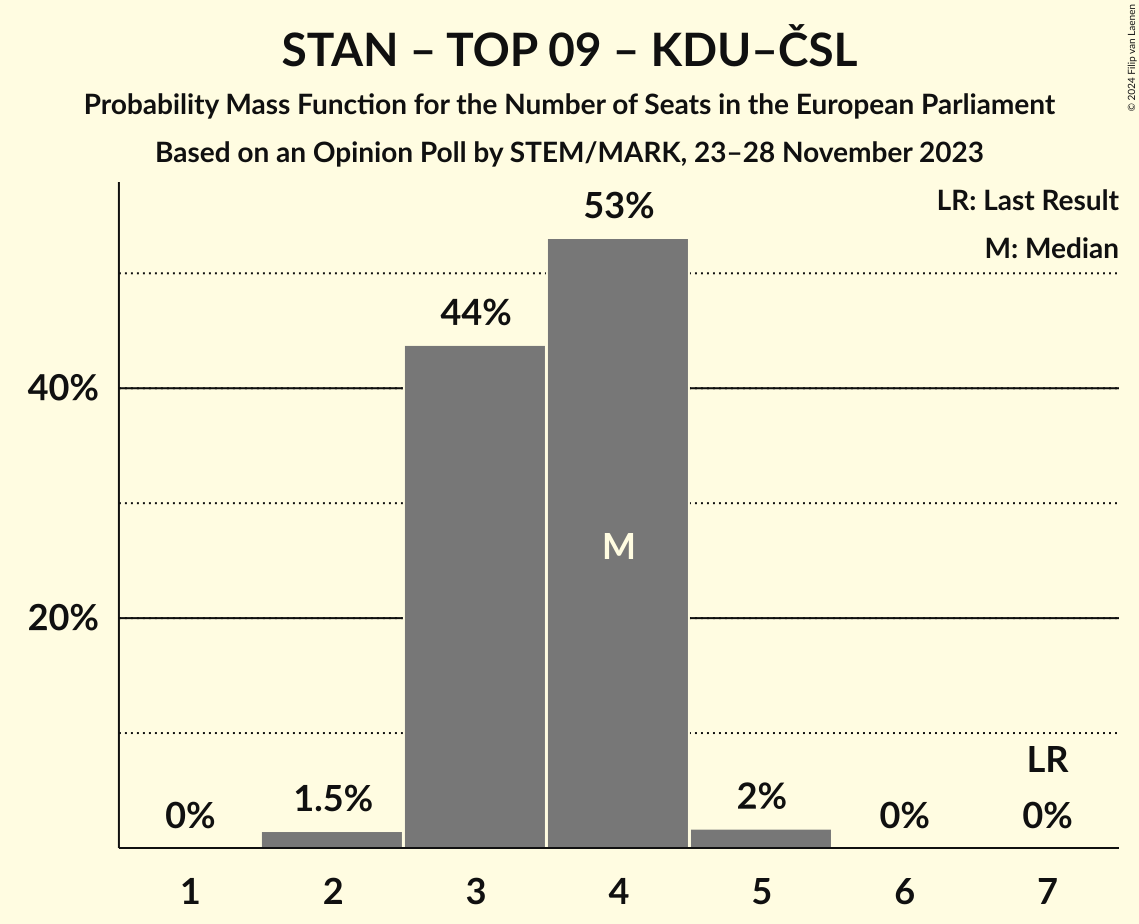 STAN – TOP 09 – KDU–ČSL
Probability Mass Function for the Number of Seats in the European Parliament
Based on an Opinion Poll by STEM/MARK, 23–28 November 2023
© 2024 Filip van Laenen
LR: Last Result
M: Median
53%
44%
40%
M
20%
LR
0% 1.5% 2% 0% 0%
1 2 3 4 5 6 7